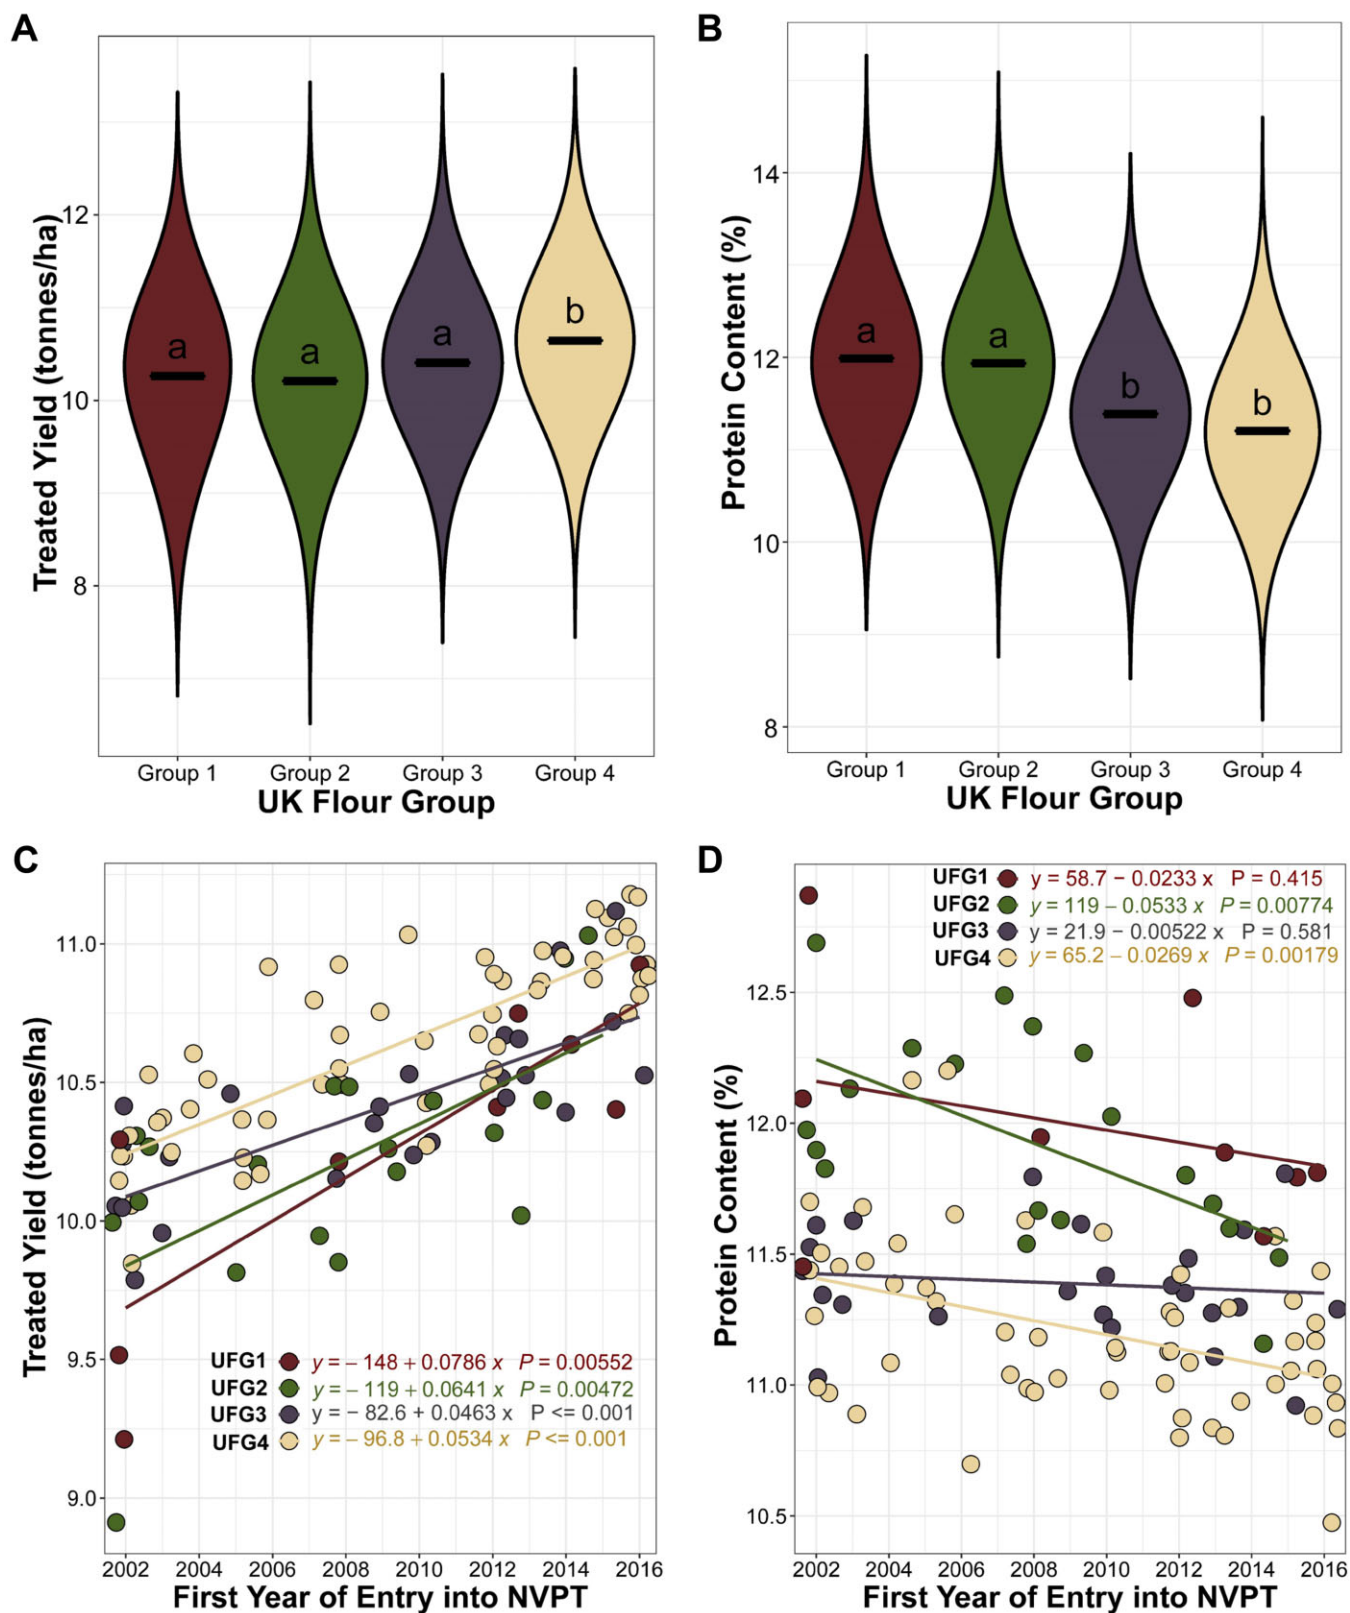 A
Treated Yield (tonnes/ha)
12
10
8
a
a
a
b
Group 1 Group 2 Group 3 Group 4
UK Flour Group
B
Protein Content (%)
14
12
10
8
a
a
b
b
Group 1 Group 2 Group 3 Group 4
UK Flour Group
C
Treated Yield (tonnes/ha)
11.0
10.5
10.0
9.5
9.0
UFG1 y = − 148 + 0.0786 x P = 0.00552
UFG2 y = − 119 + 0.0641 x P = 0.00472
UFG3 y = − 82.6 + 0.0463 x P <= 0.001
UFG4 y = − 96.8 + 0.0534 x P <= 0.001
2002 2004 2006 2008 2010 2012 2014 2016
First Year of Entry into NVPT
D
Protein Content (%)
UFG1 y = 58.7 − 0.0233 x P = 0.415
UFG2 y = 119 − 0.0533 x P = 0.00774
UFG3 y = 21.9 − 0.00522 x P = 0.581
UFG4 y = 65.2 − 0.0269 x P = 0.00179
12.5
12.0
11.5
11.0
10.5
2002 2004 2006 2008 2010 2012 2014 2016
First Year of Entry into NVPT